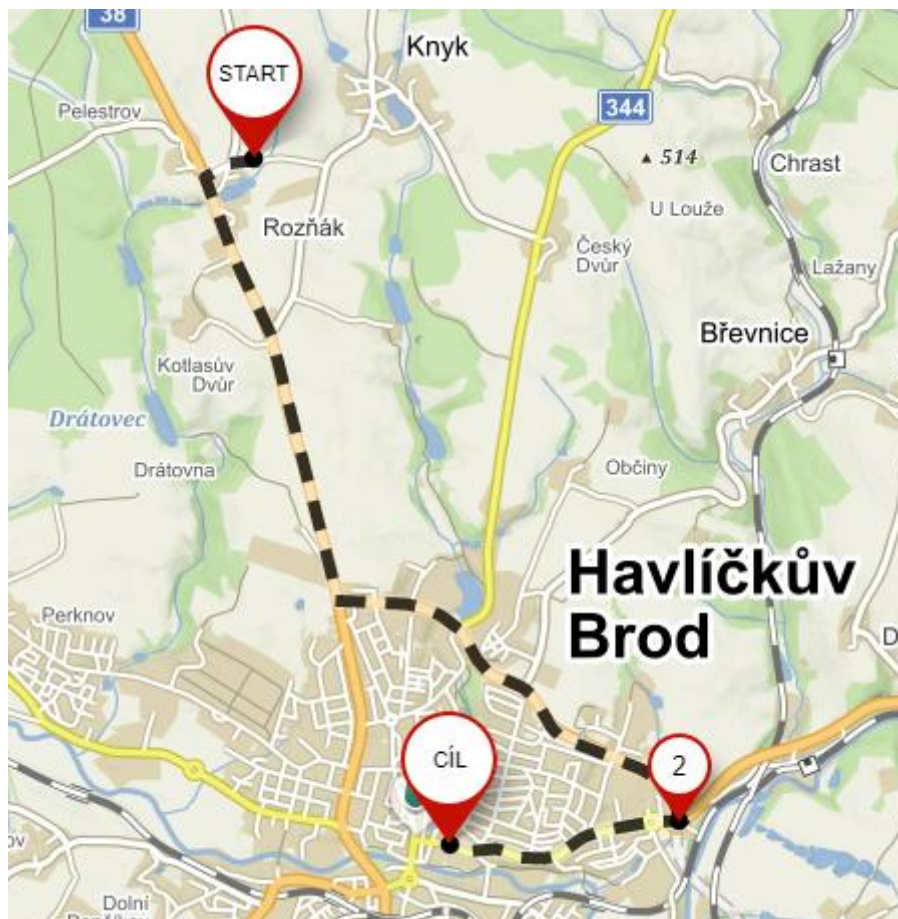 38
START
Knyk
Pelestrov
344
514
Chrast
U Louže
Rozňák
Český
Dvůr
Lažany
Břevnice
Kotlasův
Dvůr
Drátovec
Drátovna
Občiny
Havlíčkův
Brod
Perknov
D
CÍL
2
ov
Dolní